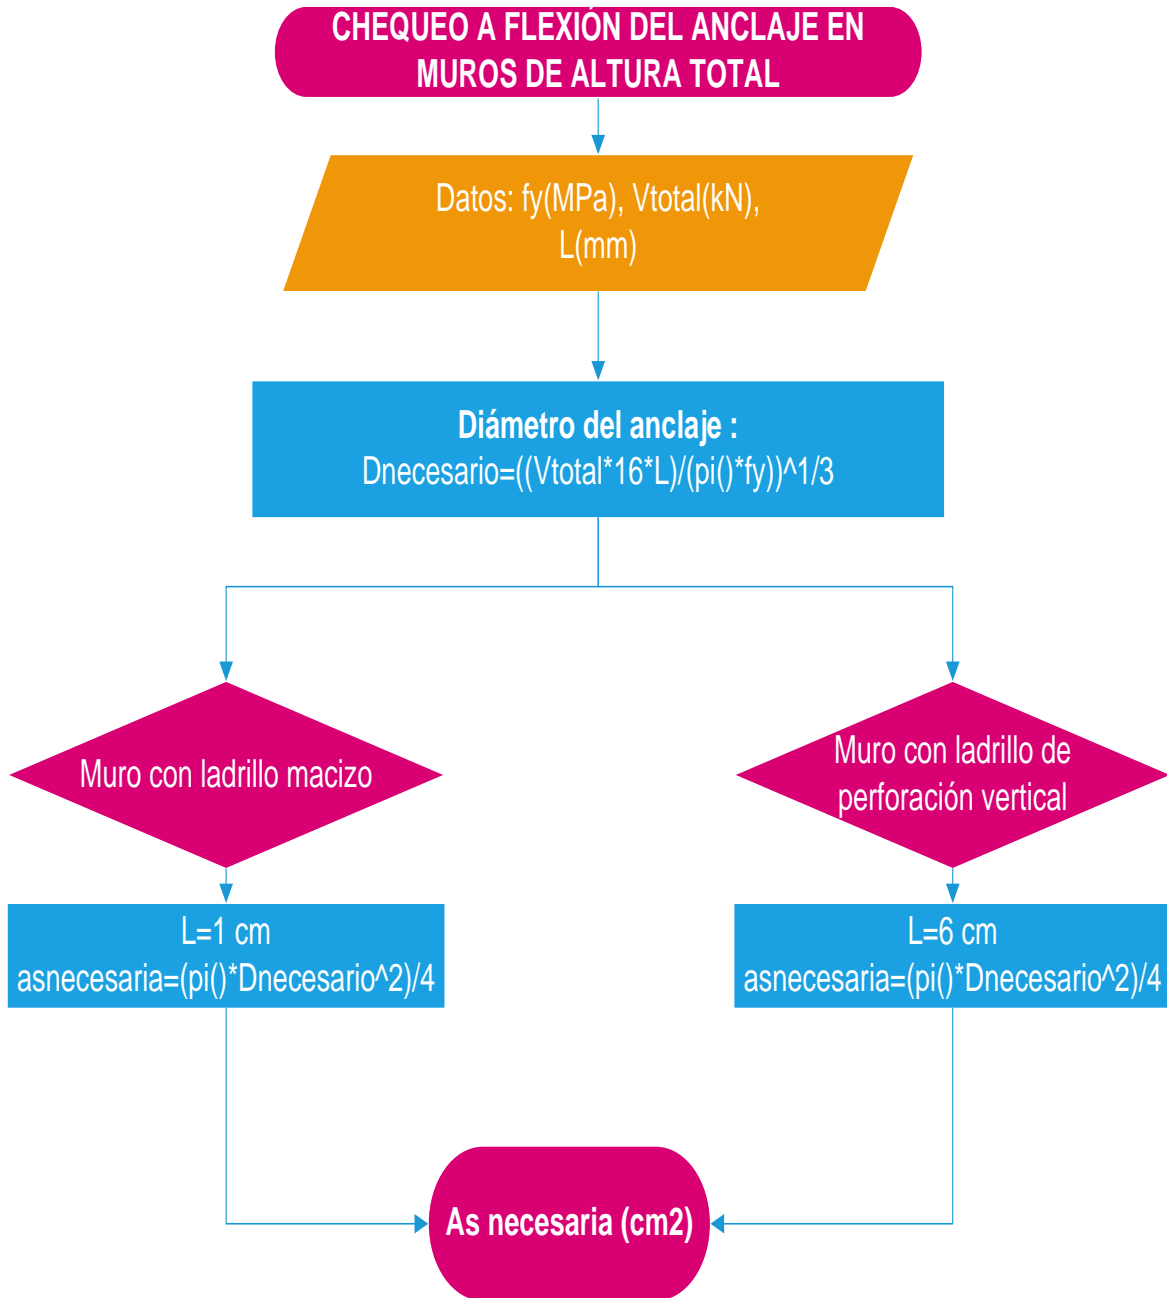 CHEQUEO A FLEXIÓN DEL ANCLAJE EN
MUROS DE ALTURA TOTAL
Datos: fy(MPa), Vtotal(kN),
L(mm)
Diámetro del anclaje :
Dnecesario=((Vtotal*16*L)/(pi()*fy))^1/3
Muro con ladrillo macizo
Muro con ladrillo de
perforación vertical
L=1 cm
asnecesaria=(pi()*Dnecesario^2)/4
L=6 cm
asnecesaria=(pi()*Dnecesario^2)/4
As necesaria (cm2)